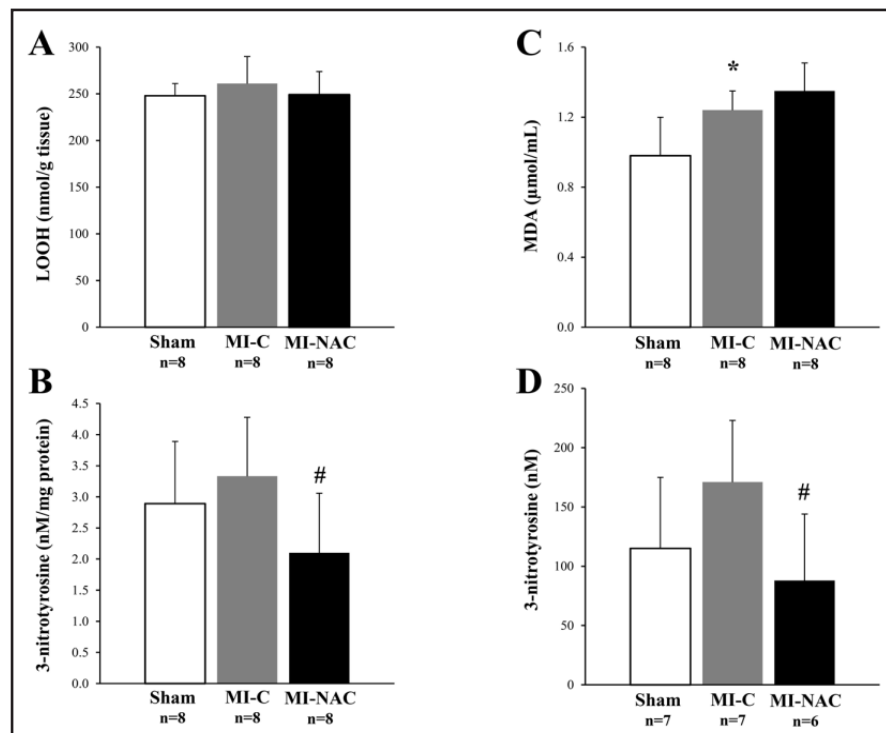 A
LOOH (nmol/g tissue)
300
250
200
150
100
50
0
Sham MI-C MI-NAC
n=8 n=8 n=8
B
3-nitrotyrosine (nM/mg protein)
4.5
4.0
3.5
3.0
2.5
2.0
1.5
1.0
0.5
0.0
#
Sham MI-C MI-NAC
n=8 n=8 n=8
C
MDA (µmol/mL)
1.6
1.2
0.8
0.4
0.0
*
Sham MI-C MI-NAC
n=8 n=8 n=8
D
3-nitrotyrosine (nM)
250
200
150
100
50
0
#
Sham MI-C MI-NAC
n=7 n=7 n=6